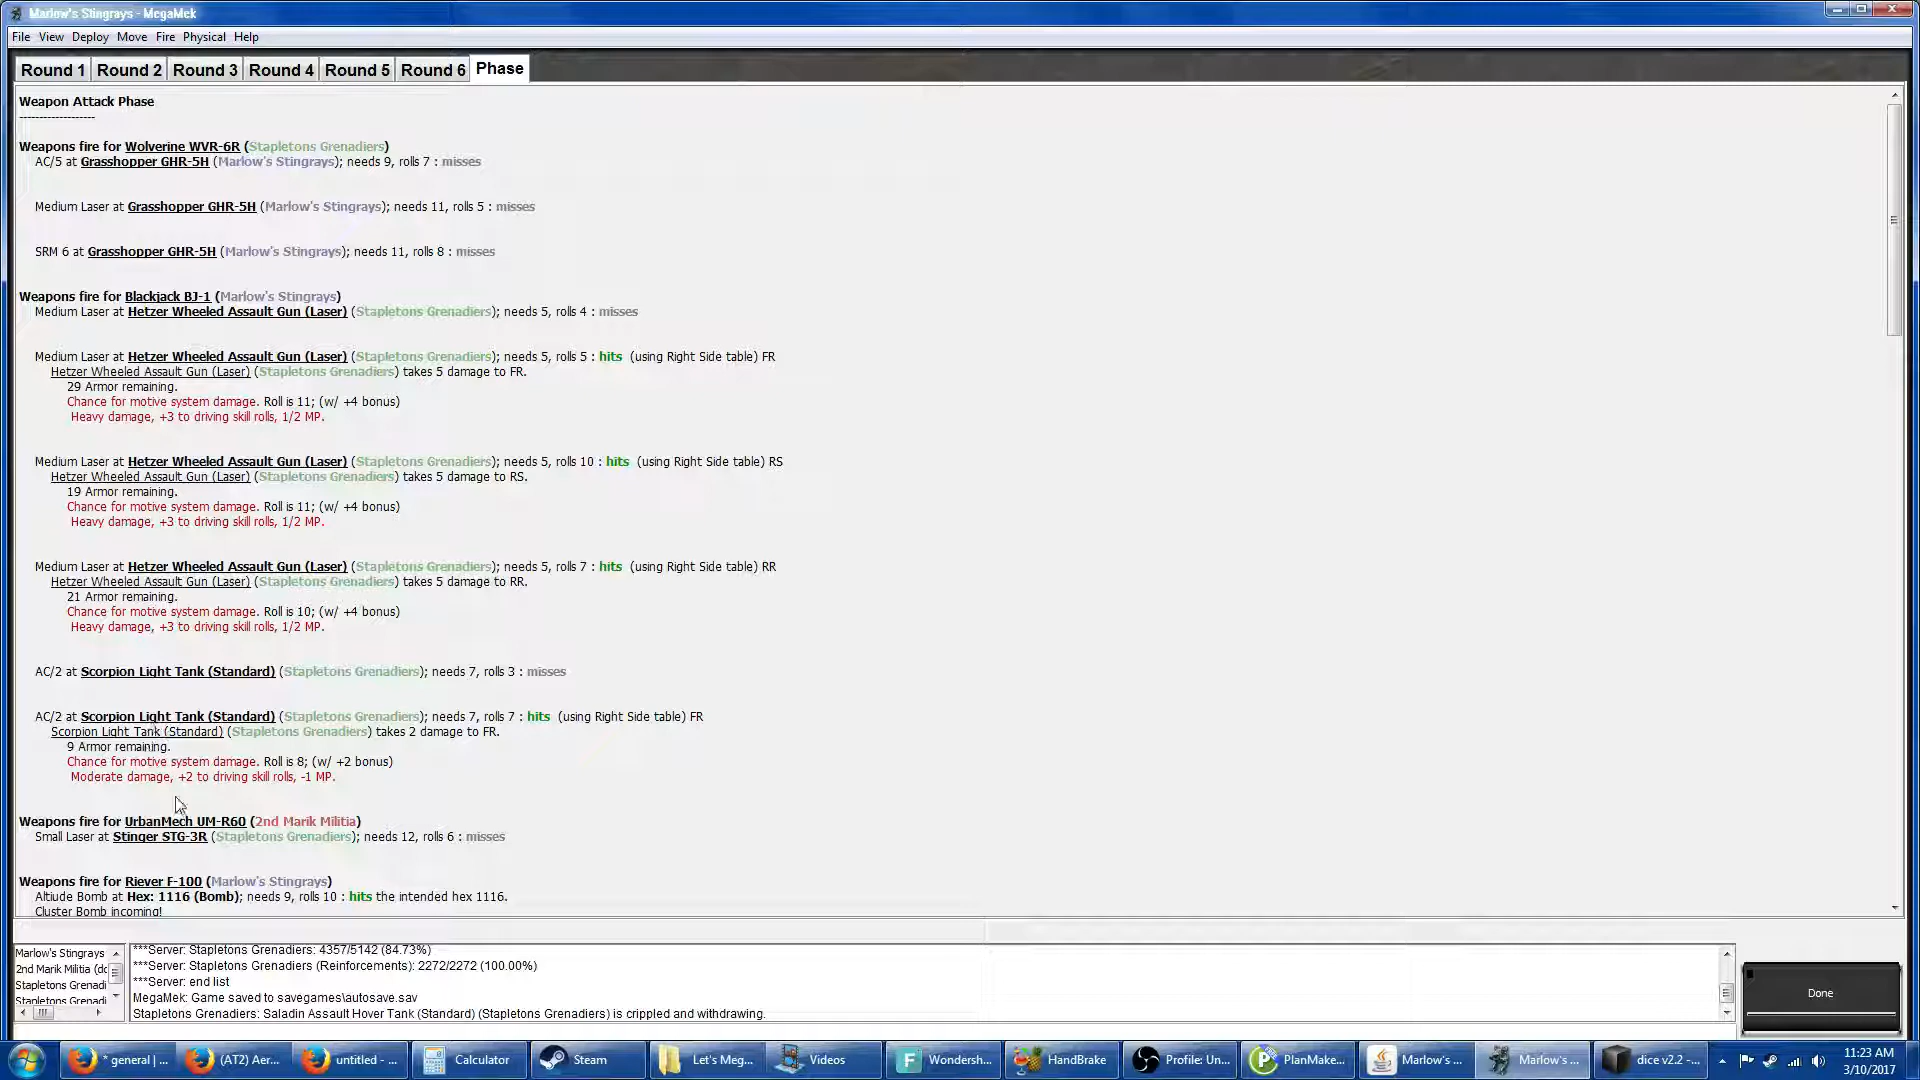 Marlow's Stingrays - MegaMek
File View Deploy Move Fire Physical Help
Round 1 Round 2 Round 3 Round 4 Round 5 Round 6 Phase
Weapon Attack Phase
-------------------
Weapons fire for Wolverine WVR-6R (Stapletons Grenadiers)
AC/5 at Grasshopper GHR-5H (Marlow's Stingrays); needs 9, rolls 7 : misses
Medium Laser at Grasshopper GHR-5H (Marlow's Stingrays); needs 11, rolls 5 : misses
SRM 6 at Grasshopper GHR-5H (Marlow's Stingrays); needs 11, rolls 8 : misses
Weapons fire for Blackjack BJ-1 (Marlow's Stingrays)
Medium Laser at Hetzer Wheeled Assault Gun (Laser) (Stapletons Grenadiers); needs 5, rolls 4 : misses
Medium Laser at Hetzer Wheeled Assault Gun (Laser) (Stapletons Grenadiers); needs 5, rolls 5 : hits (using Right Side table) FR
Hetzer Wheeled Assault Gun (Laser) (Stapletons Grenadiers) takes 5 damage to FR.
29 Armor remaining.
Chance for motive system damage. Roll is 11; (w/ +4 bonus)
Heavy damage, +3 to driving skill rolls, 1/2 MP.
Medium Laser at Hetzer Wheeled Assault Gun (Laser) (Stapletons Grenadiers); needs 5, rolls 10 : hits (using Right Side table) RS
Hetzer Wheeled Assault Gun (Laser) (Stapletons Grenadiers) takes 5 damage to RS.
19 Armor remaining.
Chance for motive system damage. Roll is 11; (w/ +4 bonus)
Heavy damage, +3 to driving skill rolls, 1/2 MP.
Medium Laser at Hetzer Wheeled Assault Gun (Laser) (Stapletons Grenadiers); needs 5, rolls 7 : hits (using Right Side table) RR
Hetzer Wheeled Assault Gun (Laser) (Stapletons Grenadiers) takes 5 damage to RR.
21 Armor remaining.
Chance for motive system damage. Roll is 10; (w/ +4 bonus)
Heavy damage, +3 to driving skill rolls, 1/2 MP.
AC/2 at Scorpion Light Tank (Standard) (Stapletons Grenadiers); needs 7, rolls 3 : misses
AC/2 at Scorpion Light Tank (Standard) (Stapletons Grenadiers); needs 7, rolls 7 : hits (using Right Side table) FR
Scorpion Light Tank (Standard) (Stapletons Grenadiers) takes 2 damage to FR.
9 Armor remaining.
Chance for motive system damage. Roll is 8; (w/ +2 bonus)
Moderate damage, +2 to driving skill rolls, -1 MP.
Weapons fire for UrbanMech UM-R60 (2nd Marik Militia)
Small Laser at Stinger STG-3R (Stapletons Grenadiers); needs 12, rolls 6 : misses
Weapons fire for Riever F-100 (Marlow's Stingrays)
Altiude Bomb at Hex: 1116 (Bomb); needs 9, rolls 10 : hits the intended hex 1116.
Cluster Bomb incoming!
Marlow's Stingrays
2nd Marik Militia (dc
Stapletons Grenadi
Stapletons Grenadi
***Server: Stapletons Grenadiers: 4357/5142 (84.73%)
***Server: Stapletons Grenadiers (Reinforcements): 2272/2272 (100.00%)
***Server: end list
MegaMek: Game saved to savegames\autosave.sav
Stapletons Grenadiers: Saladin Assault Hover Tank (Standard) (Stapletons Grenadiers) is crippled and withdrawing.
Done
* general | ... (AT2) Aer... untitled - ... Calculator Steam Let's Meg... Videos Wondersh... HandBrake Profile: Un... PlanMake... Marlow's ... Marlow's ... dice v2.2 -...
11:23 AM
3/10/2017